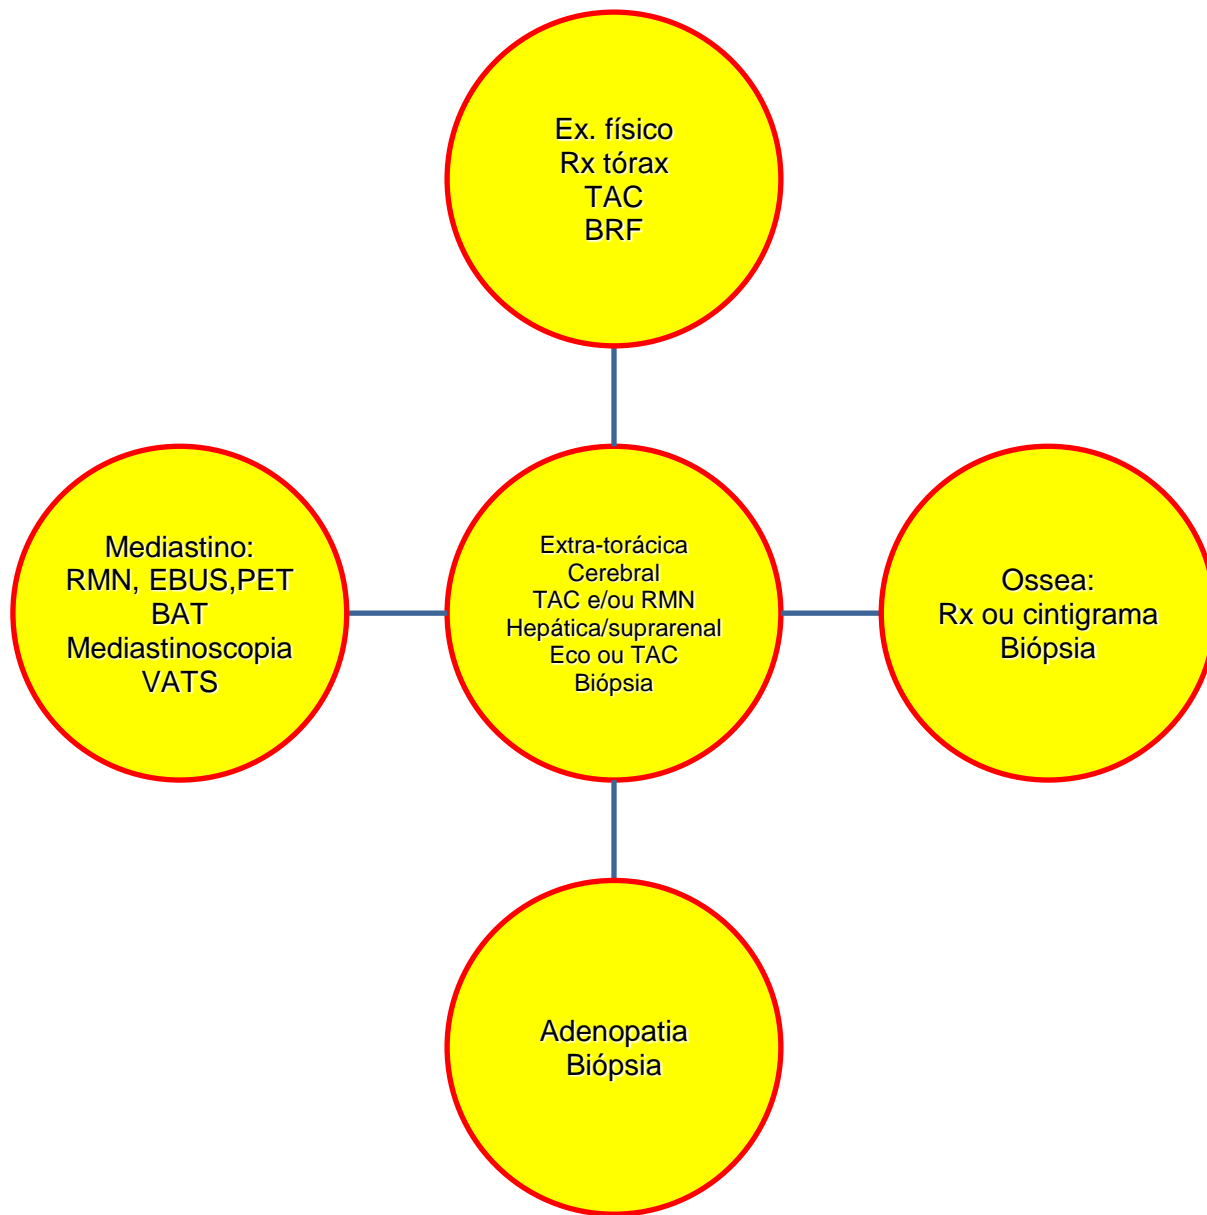 Ex. físico
Rx tórax
TAC
BRF
Mediastino:
RMN, EBUS,PET
BAT
Mediastinoscopia
VATS
Extra-torácica
Cerebral
TAC e/ou RMN
Hepática/suprarenal
Eco ou TAC
Biópsia
Ossea:
Rx ou cintigrama
Biópsia
Adenopatia
Biópsia